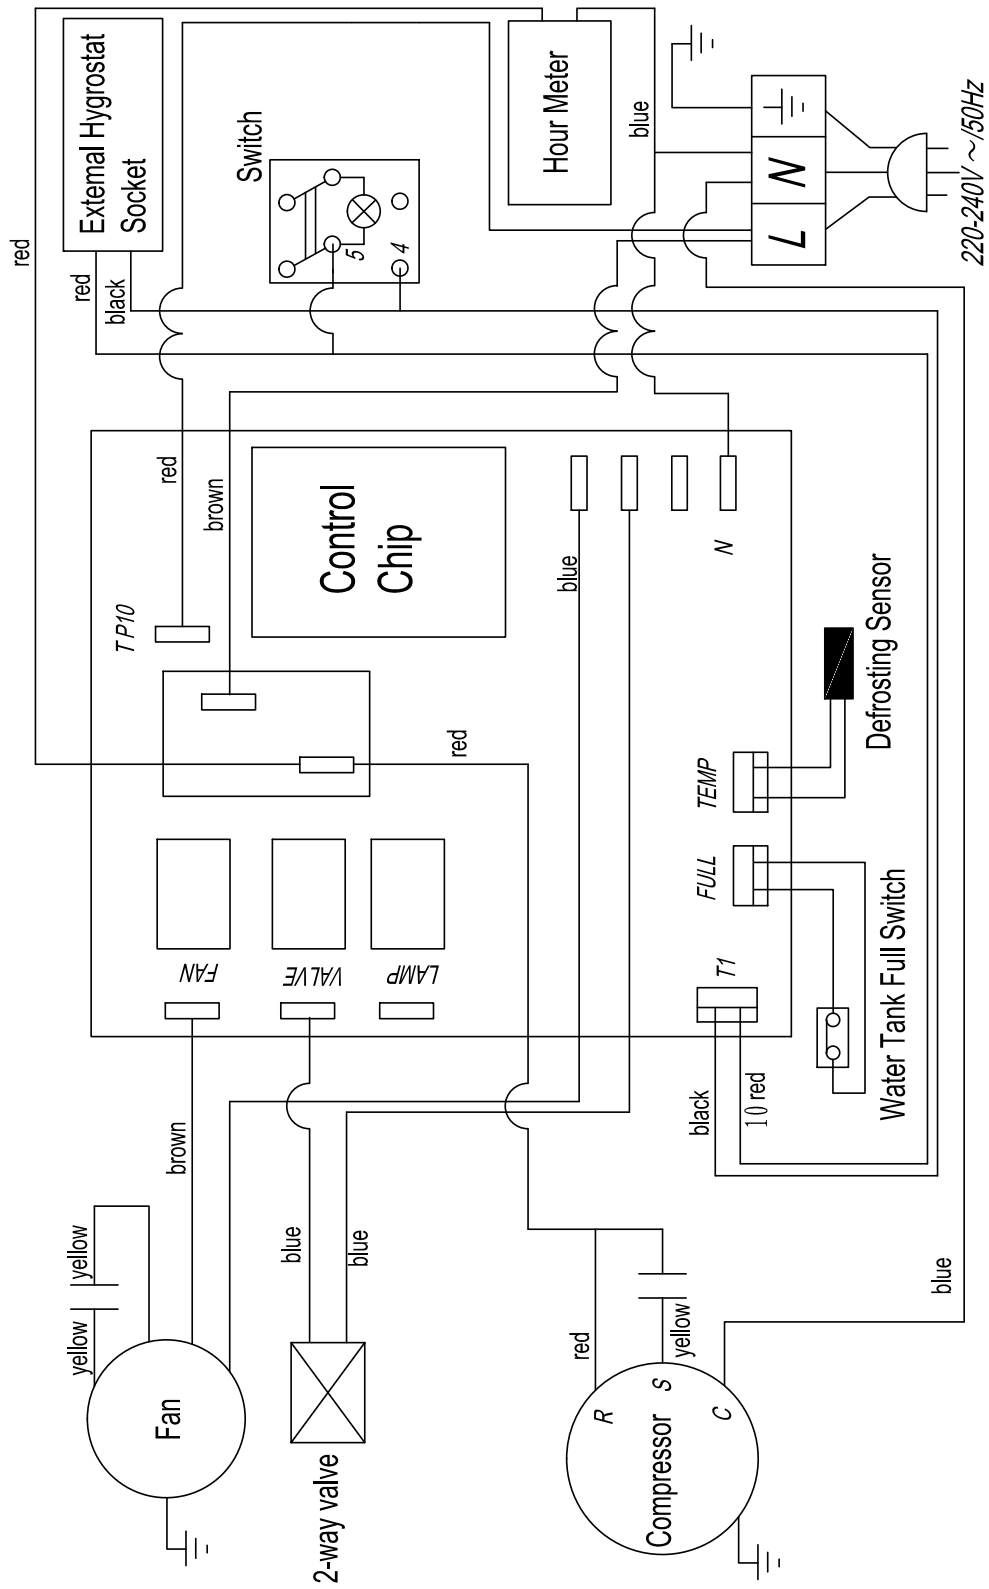 External Hygrostat
Socket
red
black
red
Switch
5
4
Hour Meter
blue
L
N
220-240V ~/50Hz
red
brown
T P10
Control
Chip
blue
N
red
FAN
VALVE
LAMP
TEMP
FULL
T1
Defrosting Sensor
Water Tank Full Switch
black
10 red
brown
yellow
yellow
Fan
blue
blue
2-way valve
red
yellow
R
S
C
Compressor
blue